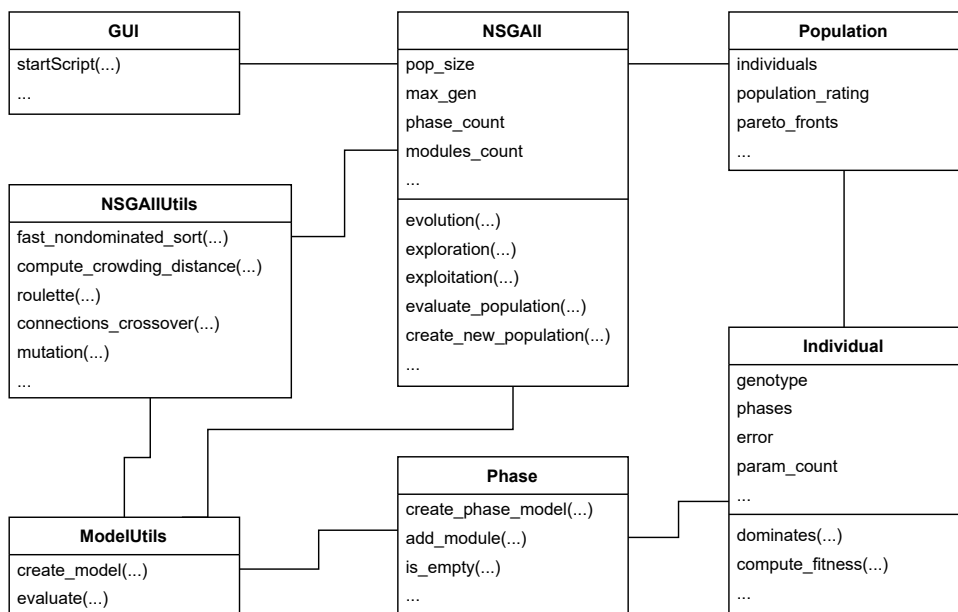 GUI
startScript(...)
...
NSGAII
pop_size
max_gen
phase_count
modules_count
...
evolution(...)
exploration(...)
exploitation(...)
evaluate_population(...)
create_new_population(...)
...
Population
individuals
population_rating
pareto_fronts
...
NSGAIIUtils
fast_nondominated_sort(...)
compute_crowding_distance(...)
roulette(...)
connections_crossover(...)
mutation(...)
...
Individual
genotype
phases
error
param_count
...
dominates(...)
compute_fitness(...)
...
Phase
create_phase_model(...)
add_module(...)
is_empty(...)
...
ModelUtils
create_model(...)
evaluate(...)